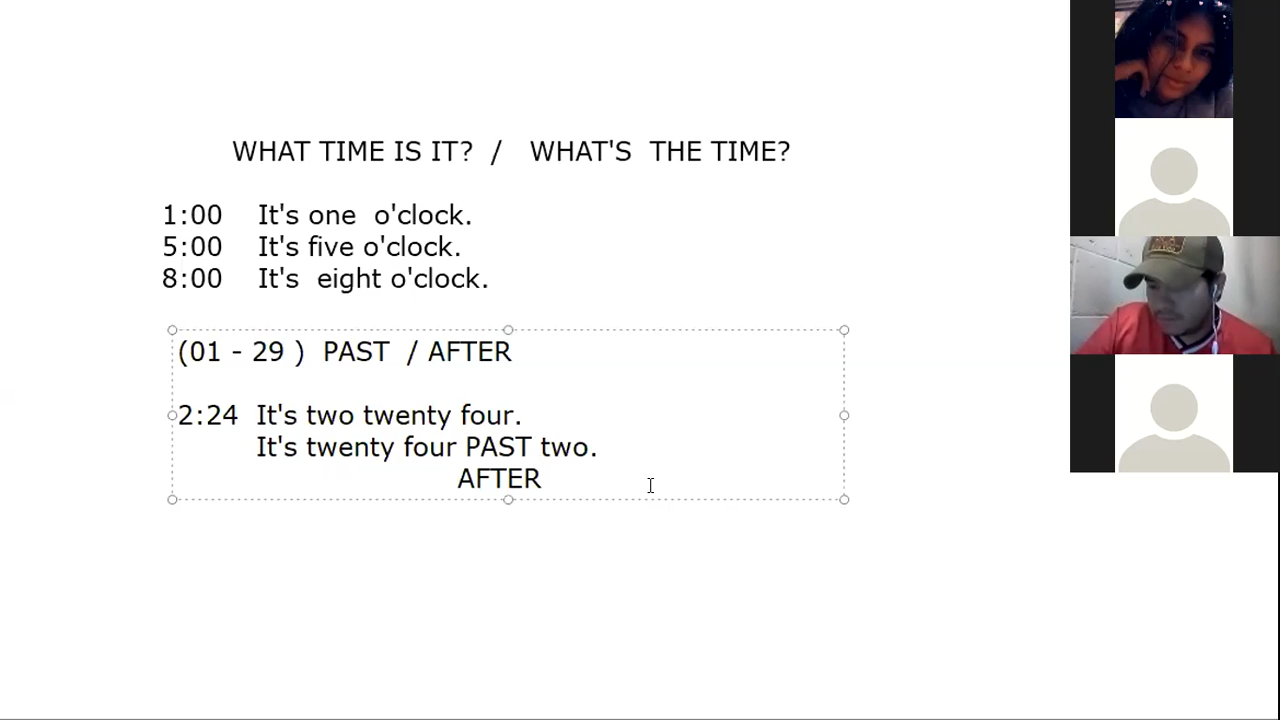 WHAT TIME IS IT? / WHAT'S THE TIME?
1:00 It's one o'clock.
5:00 It's five o'clock.
8:00 It's eight o'clock.
(01 - 29 ) PAST / AFTER
2:24 It's two twenty four.
It's twenty four PAST two.
AFTER